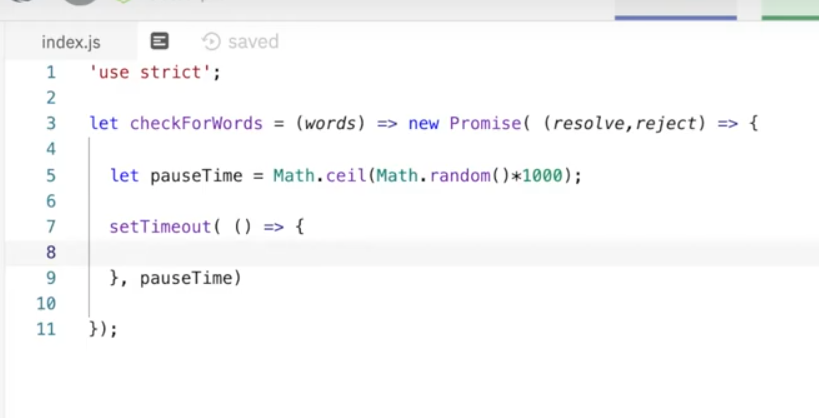 index.js saved
1 'use strict';
2
3 let checkForWords = (words) => new Promise( (resolve,reject) => {
4
5 let pauseTime = Math.ceil(Math.random()*1000);
6
7 setTimeout( () => {
8
9 }, pauseTime)
10
11 });